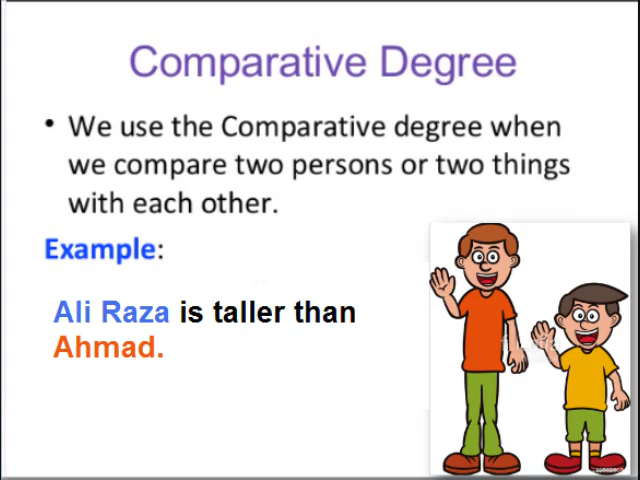 Comparative Degree
• We use the Comparative degree when
we compare two persons or two things
with each other.
Example:
Ali Raza is taller than
Ahmad.